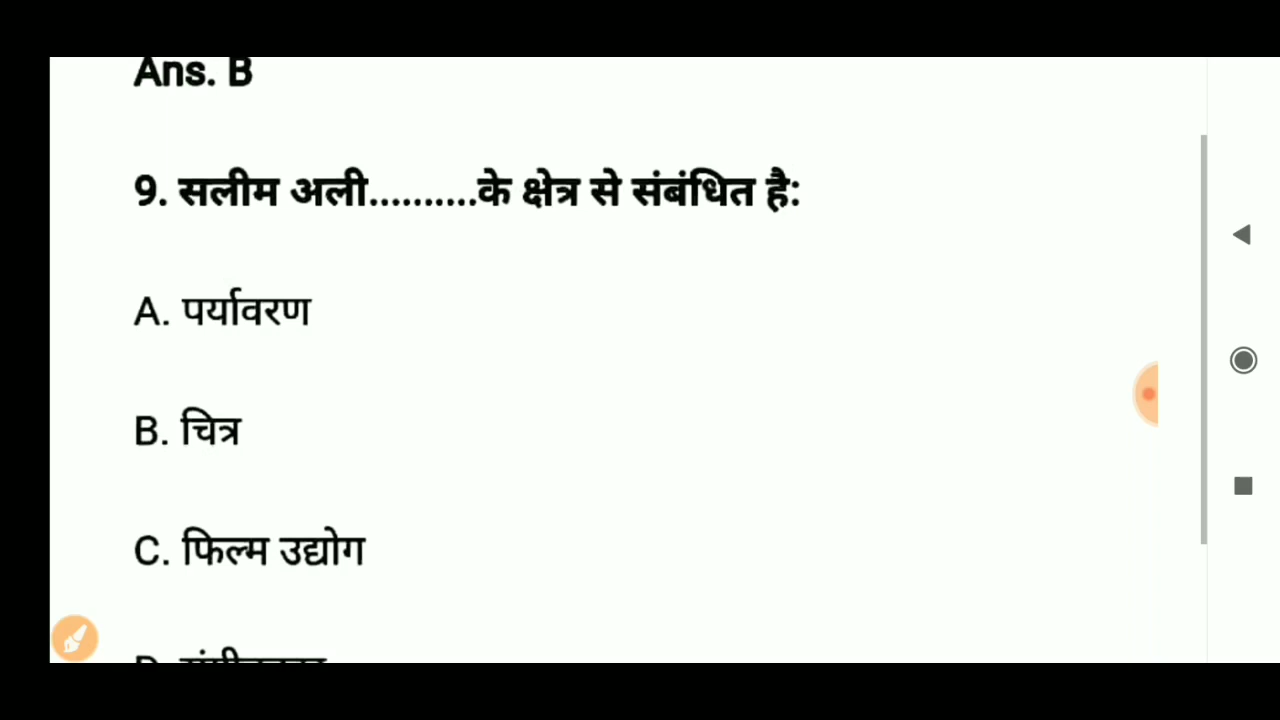 Ans. B
9. सलीम अली..........के क्षेत्र से संबंधित है:
A. पर्यावरण
B. चित्र
C. फिल्म उद्योग